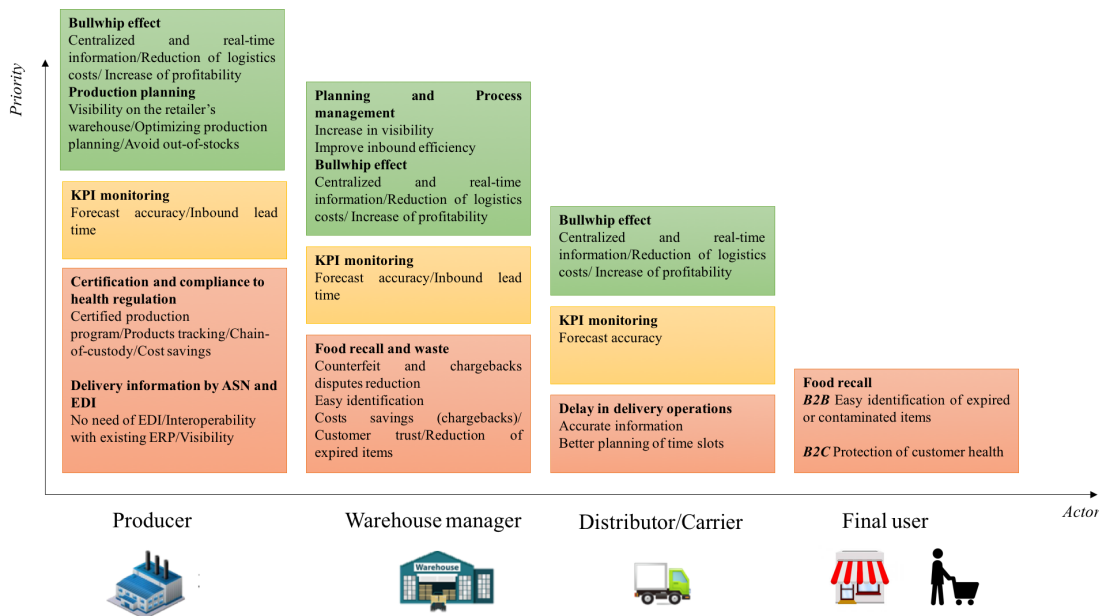 Priority
Bullwhip effect
Centralized and real-time
information/Reduction of logistics
costs/ Increase of profitability
Production planning
Visibility on the retailer's
warehouse/Optimizing production
planning/Avoid out-of-stocks
KPI monitoring
Forecast accuracy/Inbound lead
time
Certification and compliance to
health regulation
Certified production
program/Products tracking/Chain-
of-custody/Cost savings
Delivery information by ASN and
EDI
No need of EDI/Interoperability
with existing ERP/Visibility
Planning and Process
management
Increase in visibility
Improve inbound efficiency
Bullwhip effect
Centralized and real-time
information/Reduction of logistics
costs/ Increase of profitability
KPI monitoring
Forecast accuracy/Inbound lead
time
Food recall and waste
Counterfeit and chargebacks
disputes reduction
Easy identification
Costs savings (chargebacks)/
Customer trust/Reduction of
expired items
Bullwhip effect
Centralized and real-time
information/Reduction of logistics
costs/ Increase of profitability
KPI monitoring
Forecast accuracy
Delay in delivery operations
Accurate information
Better planning of time slots
Food recall
B2B Easy identification of expired
or contaminated items
B2C Protection of customer health
Actor
Producer
Warehouse manager
Distributor/Carrier
Final user
Warehouse